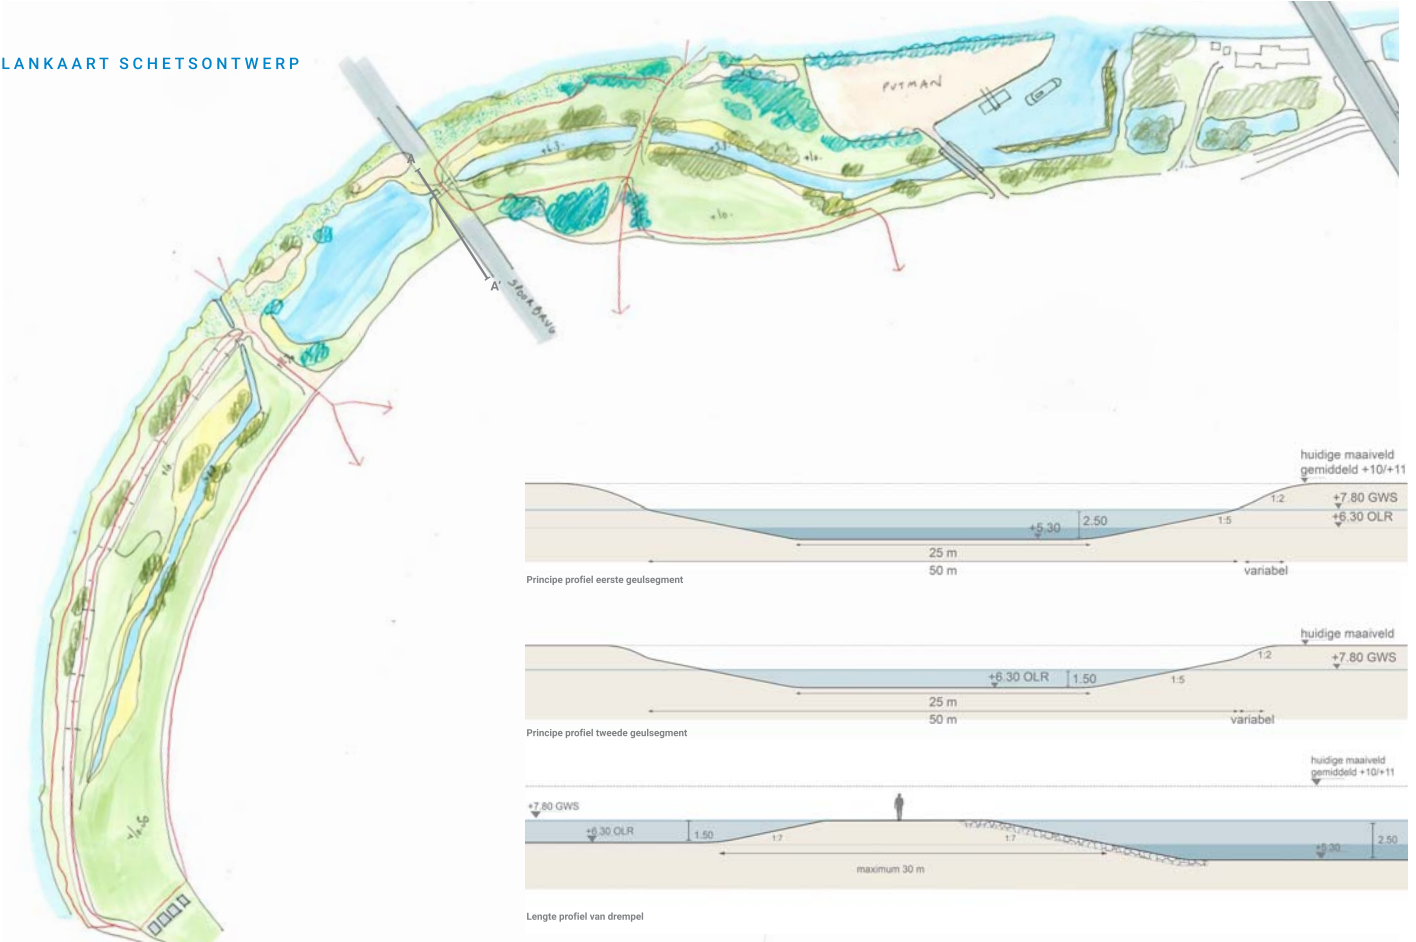 LANKAART SCHETSONTWERP
PUTMAN
A
A'
SPOORBRUG
+10.
+10.
huidige maaiveld
gemiddeld +10/+11
1:2
+7.80 GWS
+6.30 OLR
1:5
+5.30
2.50
25 m
50 m
variabel
Principe profiel eerste geulsegment
huidige maaiveld
1:2
+7.80 GWS
+6.30 OLR
1.50
1:5
25 m
50 m
variabel
Principe profiel tweede geulsegment
huidige maaiveld
gemiddeld +10/+11
+7.80 GWS
+6.30 OLR
1.50
1:7
1:7
2.50
+5.30
maximum 30 m
Lengte profiel van drempel